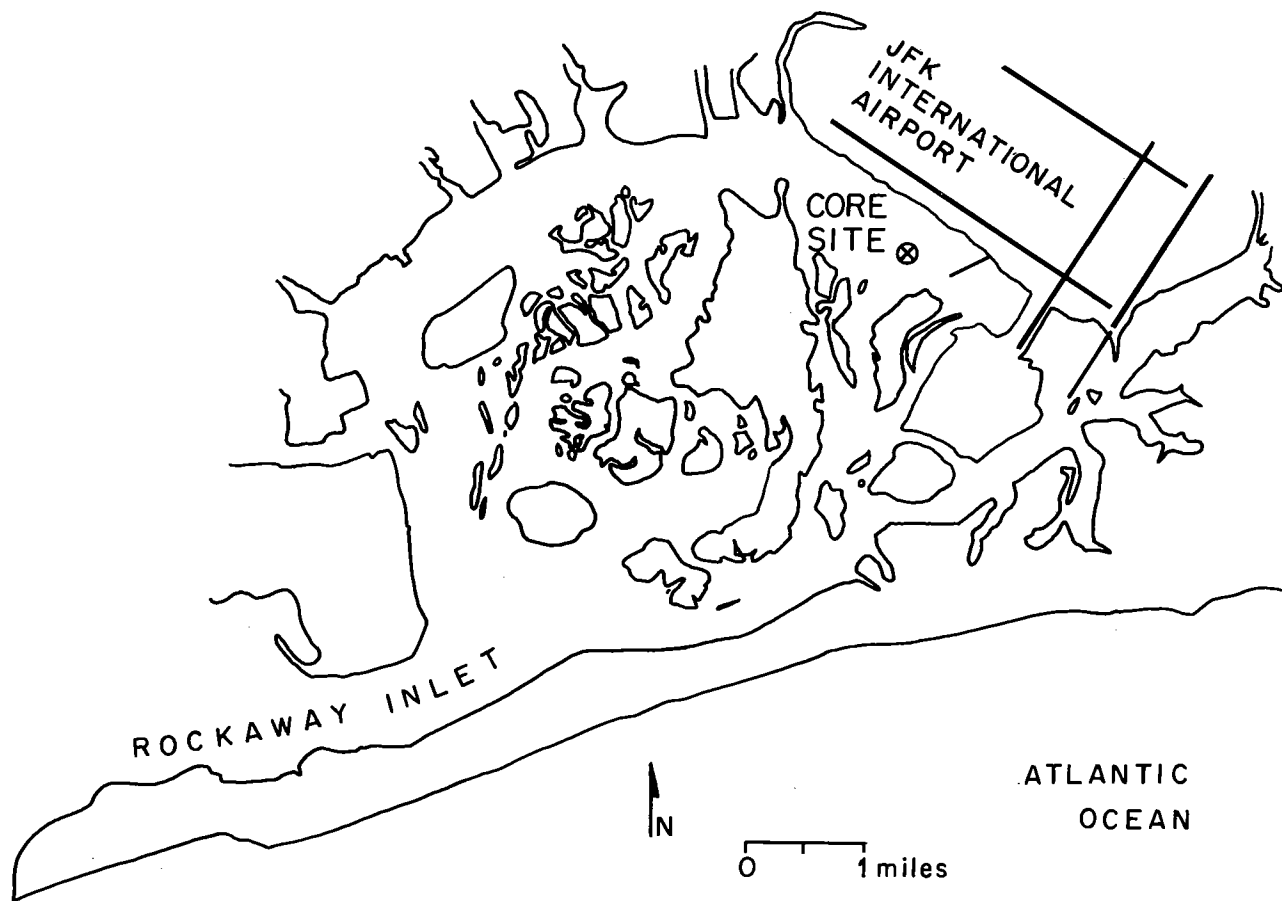 JFK
INTERNATIONAL
AIRPORT
CORE
SITE
ROCKAWAY INLET
N
ATLANTIC
OCEAN
0 1 miles